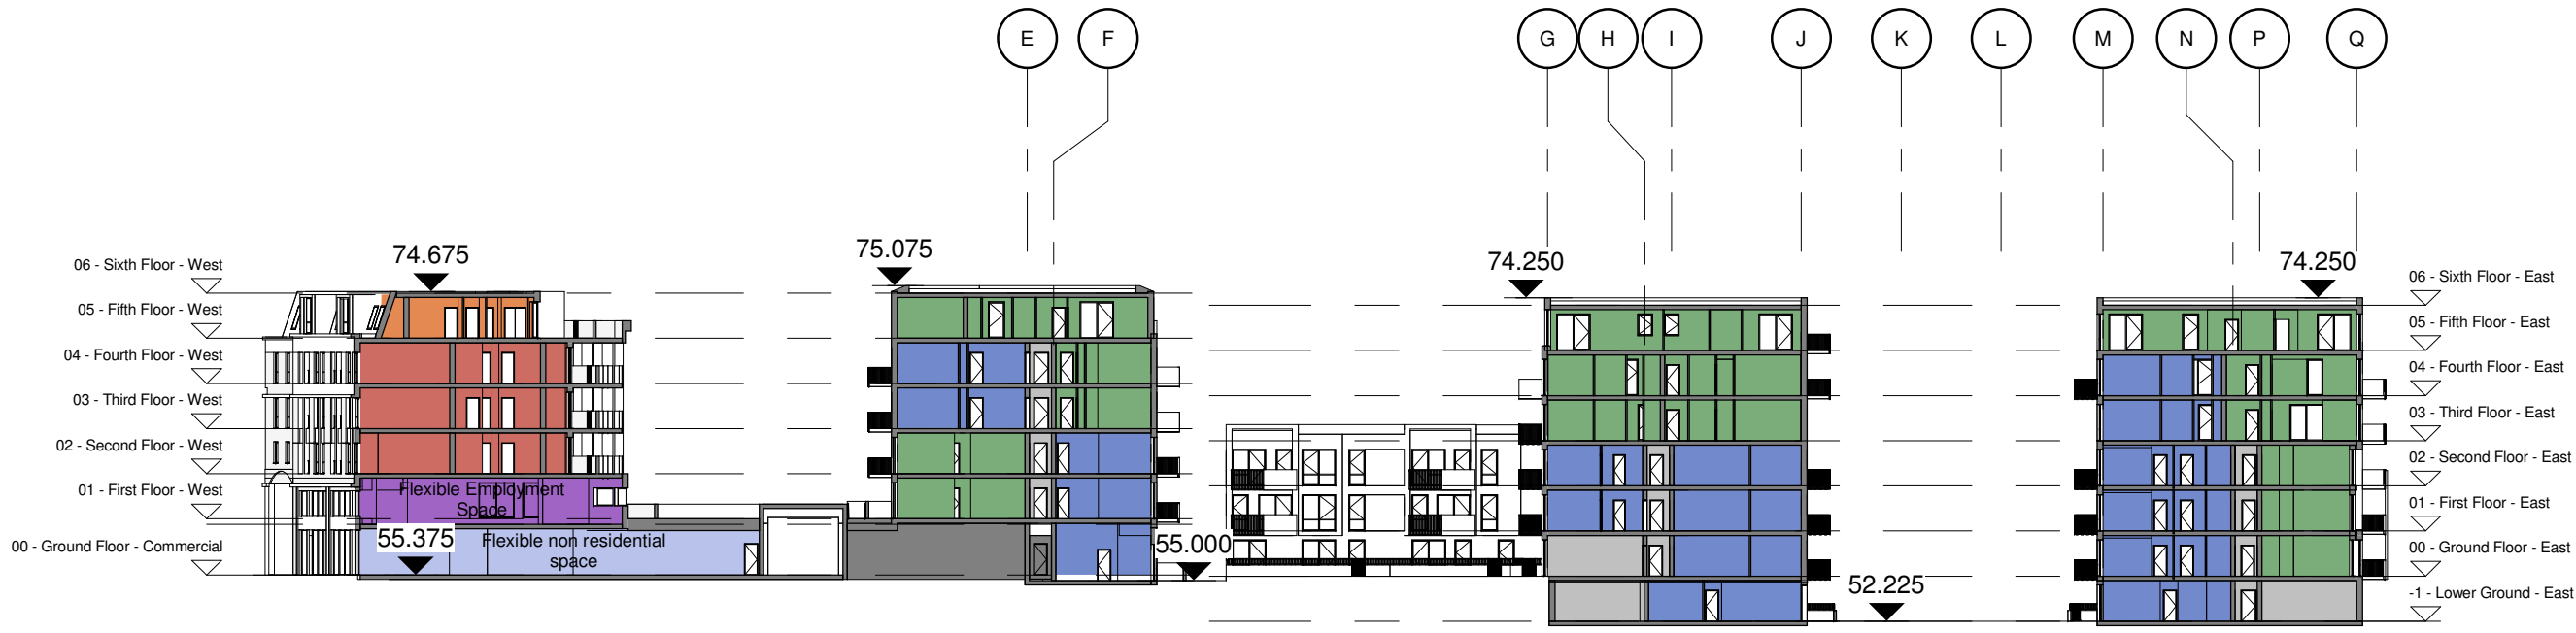 E F G H I J K L M N P Q
74.675
75.075
74.250
74.250
06 - Sixth Floor - West
05 - Fifth Floor - West
04 - Fourth Floor - West
03 - Third Floor - West
02 - Second Floor - West
01 - First Floor - West
00 - Ground Floor - Commercial
Flexible Employment
Space
55.375
Flexible non residential
space
55.000
52.225
06 - Sixth Floor - East
05 - Fifth Floor - East
04 - Fourth Floor - East
03 - Third Floor - East
02 - Second Floor - East
01 - First Floor - East
00 - Ground Floor - East
-1 - Lower Ground - East